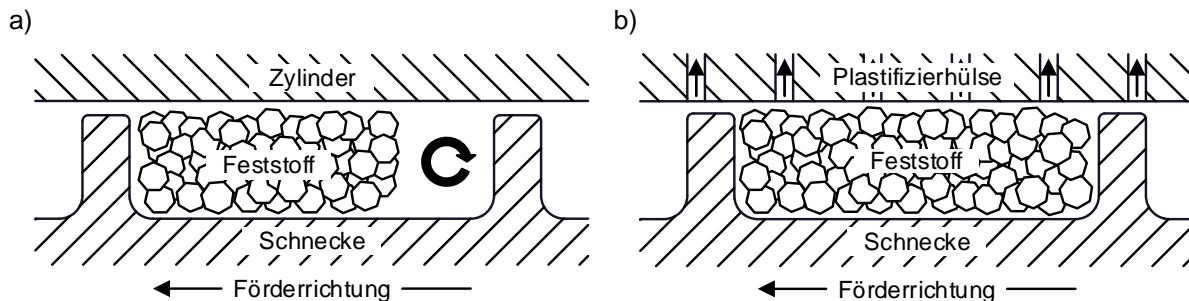 a)
Zylinder
Feststoff
Schnecke
Förderrichtung
b)
Plastifizierhülse
Feststoff
Schnecke
Förderrichtung